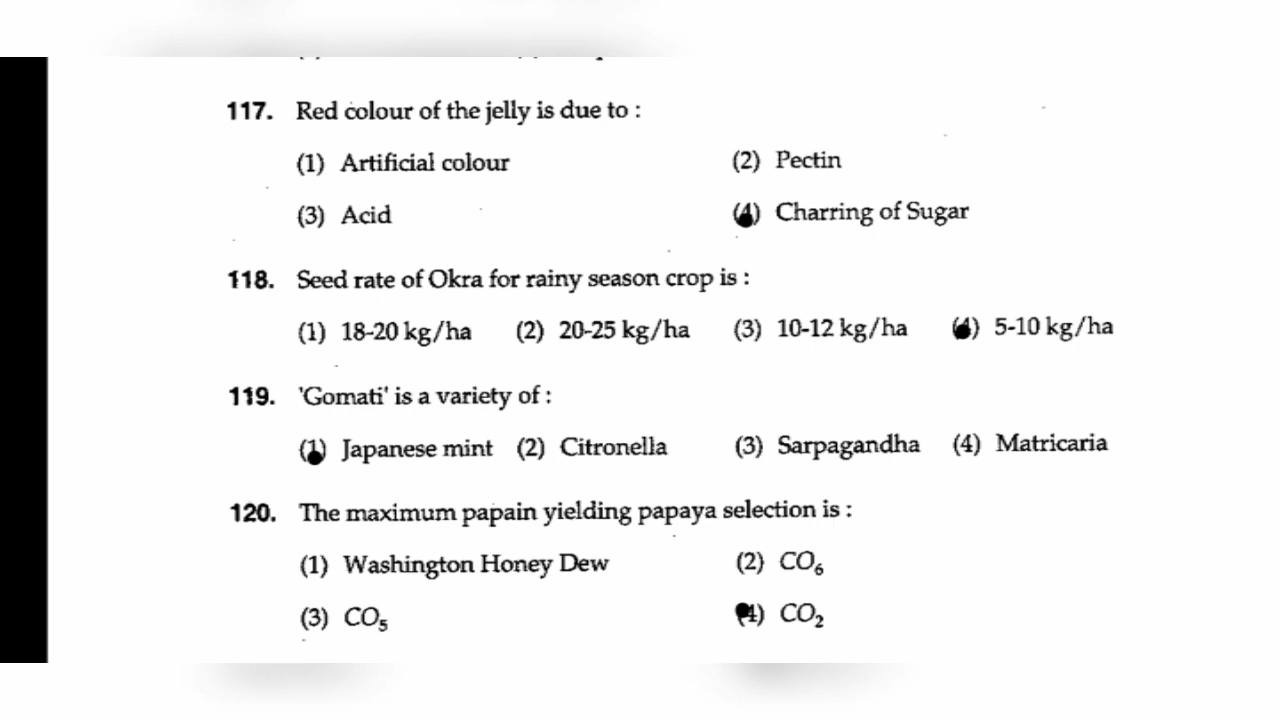 117. Red colour of the jelly is due to :
(1) Artificial colour (2) Pectin
(3) Acid (4) Charring of Sugar
118. Seed rate of Okra for rainy season crop is :
(1) 18-20 kg/ha (2) 20-25 kg/ha (3) 10-12 kg/ha (4) 5-10 kg/ha
119. 'Gomati' is a variety of :
(1) Japanese mint (2) Citronella (3) Sarpagandha (4) Matricaria
120. The maximum papain yielding papaya selection is :
(1) Washington Honey Dew (2) CO₆
(3) CO₅ (4) CO₂